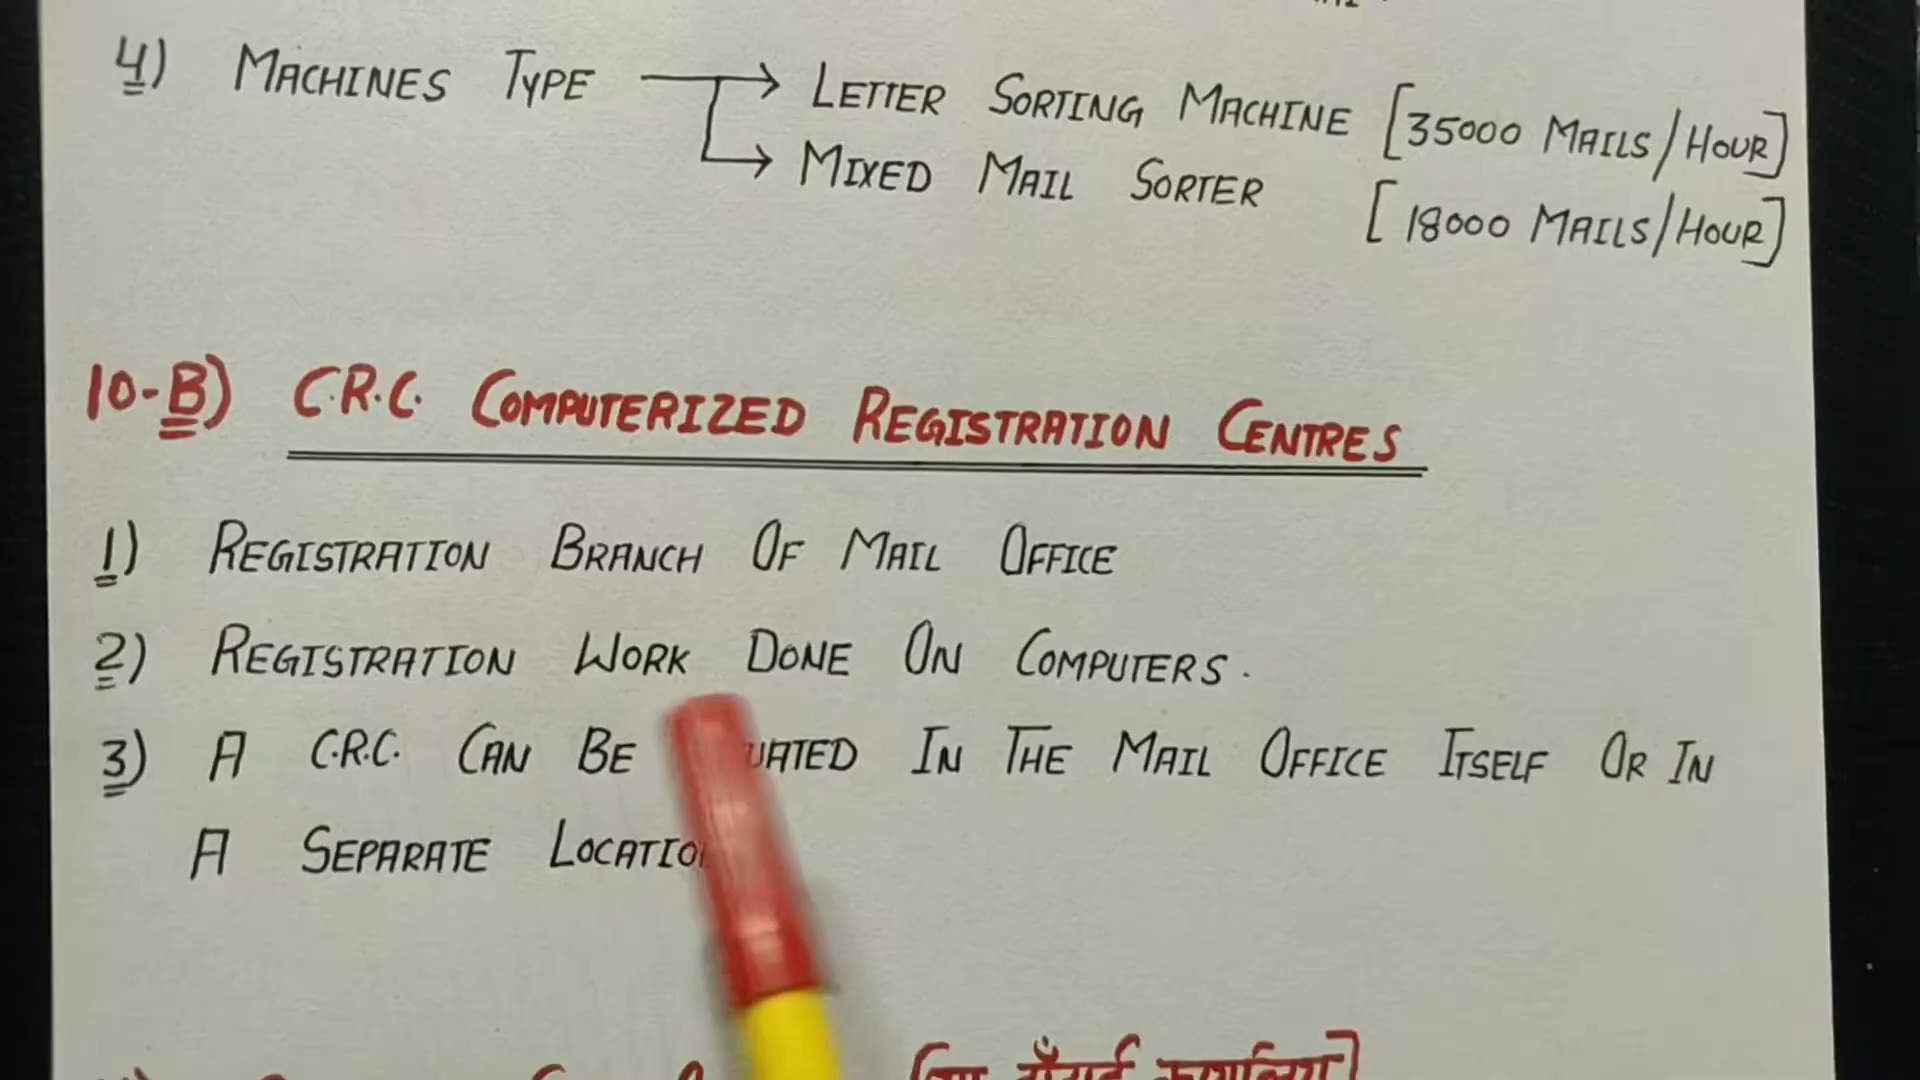 4) MACHINES TYPE → LETTER SORTING MACHINE [35000 MAILS/HOUR]
→ MIXED MAIL SORTER [18000 MAILS/HOUR]
10-B) C.R.C. COMPUTERIZED REGISTRATION CENTRES
1) REGISTRATION BRANCH OF MAIL OFFICE
2) REGISTRATION WORK DONE ON COMPUTERS.
3) A C.R.C. CAN BE IN THE MAIL OFFICE ITSELF OR IN
A SEPARATE